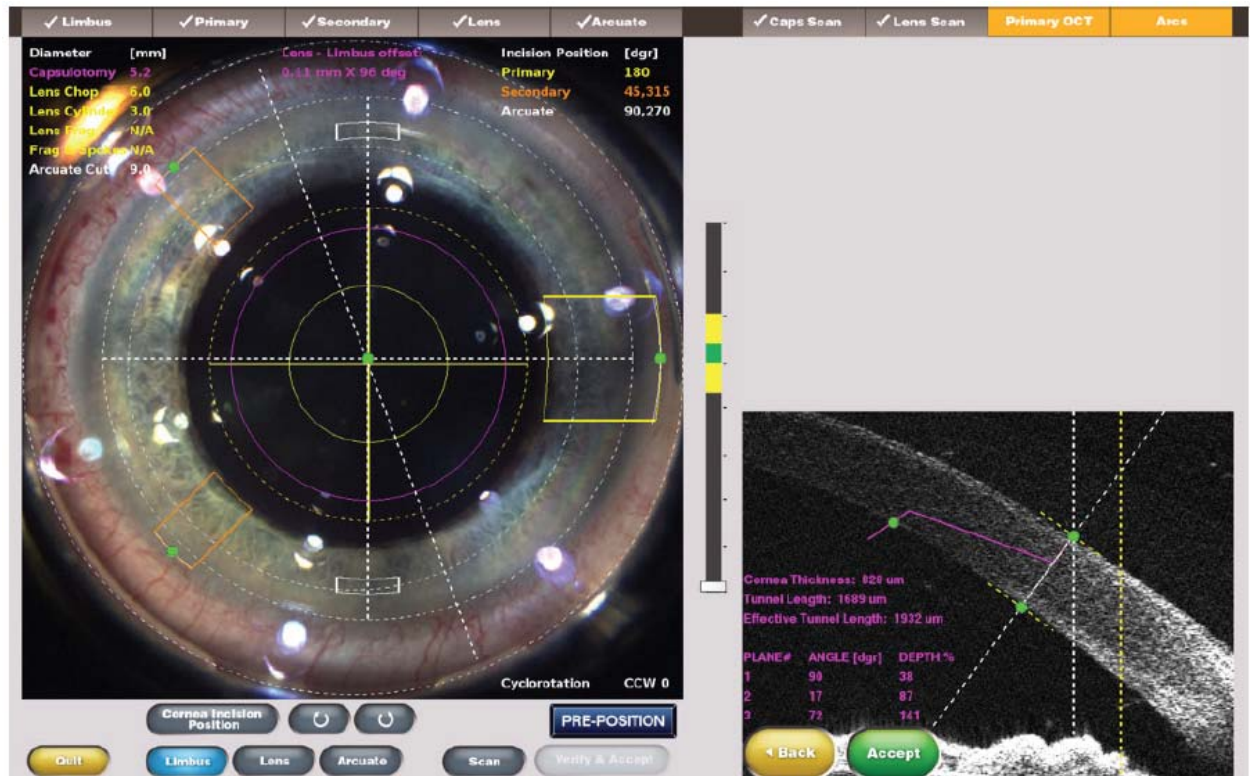 ✓ Limbus
✓ Primary
✓ Secondary
✓ Lens
✓ Arcuate
✓ Caps Scan
✓ Lens Scan
Primary OCT
Arcs
Diameter [mm]
Capsulotomy 5.2
Lens Chop 6.0
Lens Cylinder 3.0
Lens Frag N/A
Frag Spokes N/A
Arcuate Cut 9.0
Lens - Limbus offset:
0.11 mm X 96 deg
Incision Position [dgr]
Primary 180
Secondary 45,315
Arcuate 90,270
Cyclorotation CCW 0
Cornea Thickness: 820 um
Tunnel Length: 1689 um
Effective Tunnel Length: 1932 um
PLANE# ANGLE [dgr] DEPTH %
1 90 38
2 17 87
3 72 141
Cornea Incision
Position
PRE-POSITION
Quit
Limbus
Lens
Arcuate
Scan
Verify & Accept
Back
Accept